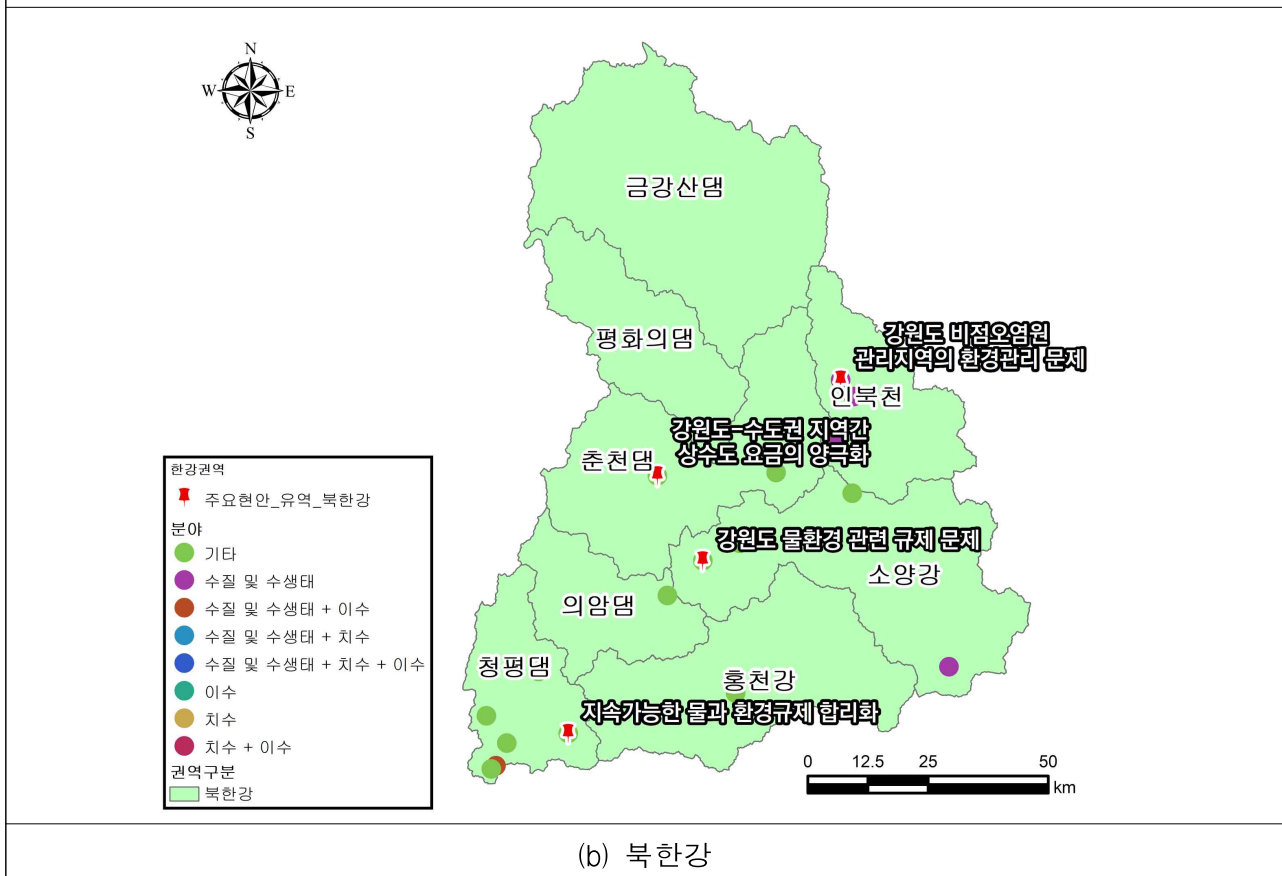 N
W
E
S
금강산댐
평화의댐
강원도 비점오염원
관리지역의 환경관리 문제
인북천
강원도-수도권 지역간
상수도 요금의 양극화
춘천댐
강원도 물환경 관련 규제 문제
소양강
의암댐
청평댐
홍천강
지속가능한 물과 환경규제 합리화
한강권역
주요현안_유역_북한강
분야
기타
수질 및 수생태
수질 및 수생태 + 이수
수질 및 수생태 + 치수
수질 및 수생태 + 치수 + 이수
이수
치수
치수 + 이수
권역구분
북한강
0 12.5 25 50
km
(b) 북한강